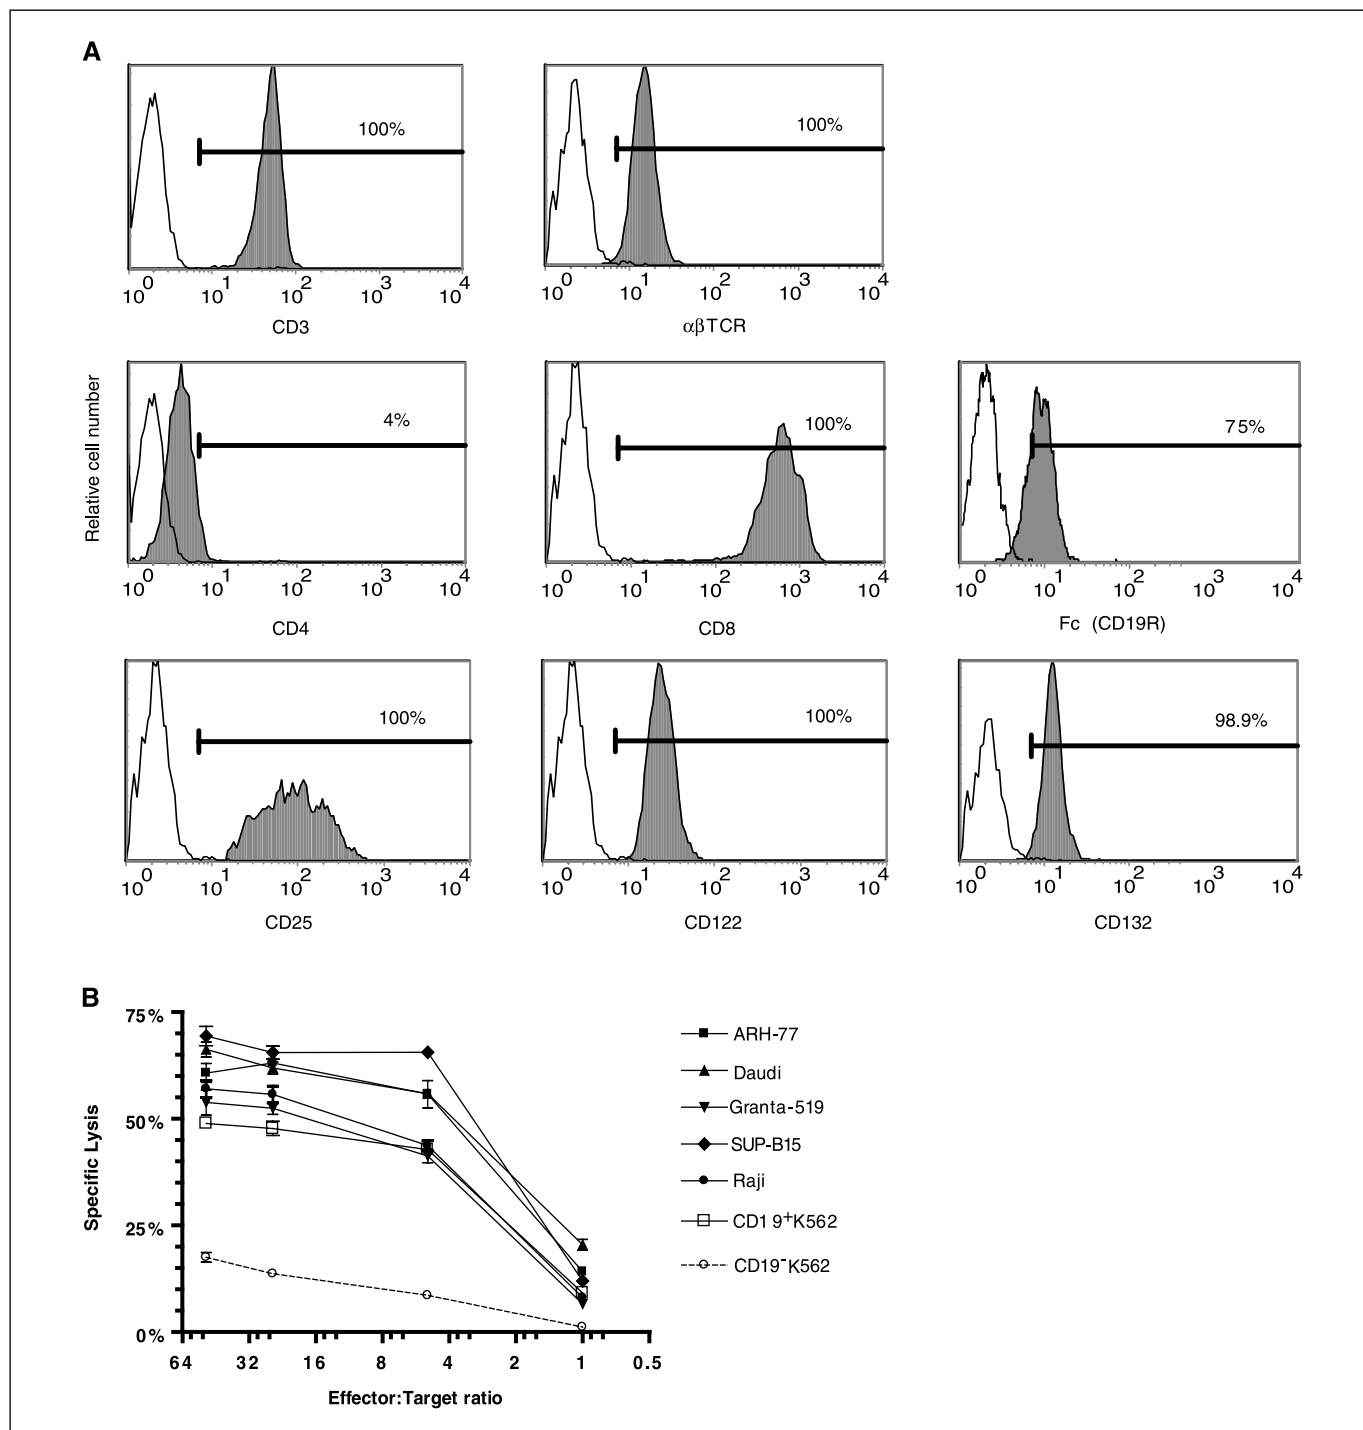 A
100%
10^0 10^1 10^2 10^3 10^4
CD3
100%
10^0 10^1 10^2 10^3 10^4
αβTCR
Relative cell number
4%
10^0 10^1 10^2 10^3 10^4
CD4
100%
10^0 10^1 10^2 10^3 10^4
CD8
75%
10^0 10^1 10^2 10^3 10^4
Fc (CD19R)
100%
10^0 10^1 10^2 10^3 10^4
CD25
100%
10^0 10^1 10^2 10^3 10^4
CD122
98.9%
10^0 10^1 10^2 10^3 10^4
CD132
B
Specific Lysis
75%
50%
25%
0%
64 32 16 8 4 2 1 0.5
Effector:Target ratio
ARH-77
Daudi
Granta-519
SUP-B15
Raji
CD19⁺K562
CD19⁻K562